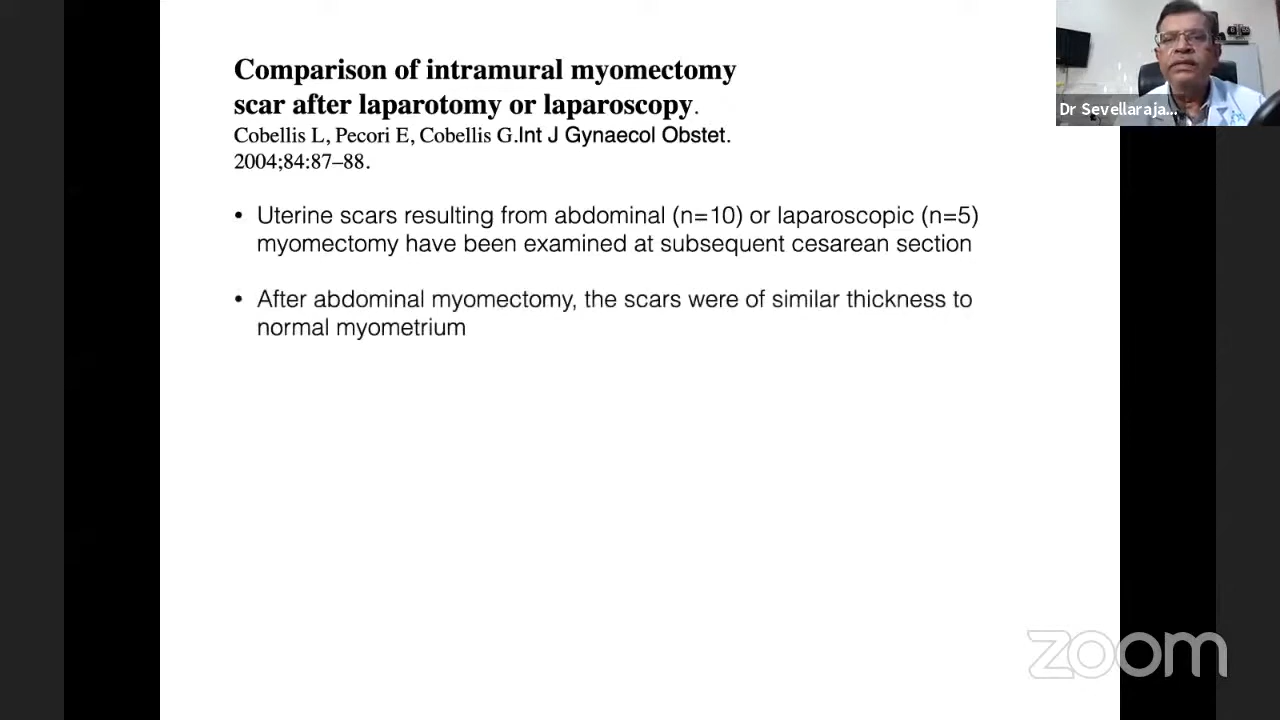 Comparison of intramural myomectomy
scar after laparotomy or laparoscopy.
Cobellis L, Pecori E, Cobellis G.Int J Gynaecol Obstet.
2004;84:87–88.
• Uterine scars resulting from abdominal (n=10) or laparoscopic (n=5)
myomectomy have been examined at subsequent cesarean section
• After abdominal myomectomy, the scars were of similar thickness to
normal myometrium
Dr Sevellaraja...
zoom